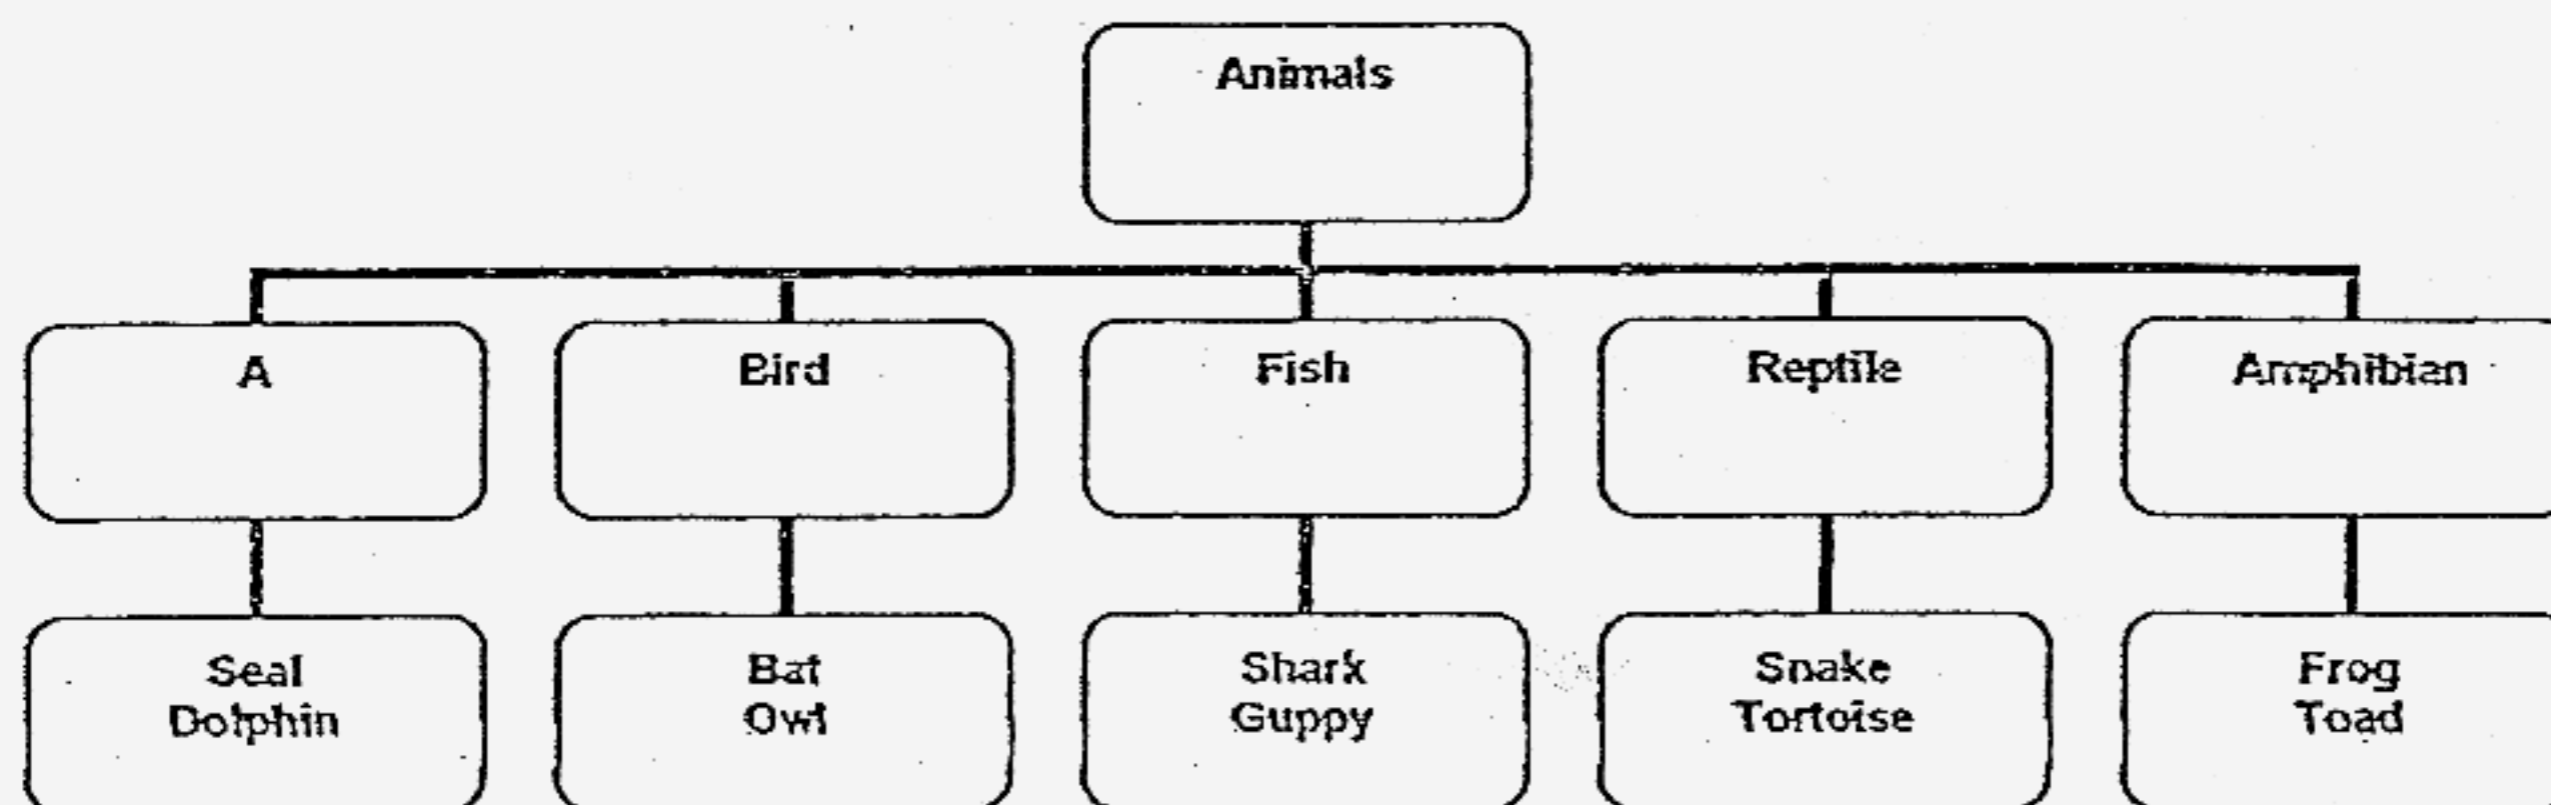 Animals
A
Bird
Fish
Reptile
Amphibian
Seal
Dolphin
Bat
Owl
Shark
Guppy
Snake
Tortoise
Frog
Toad